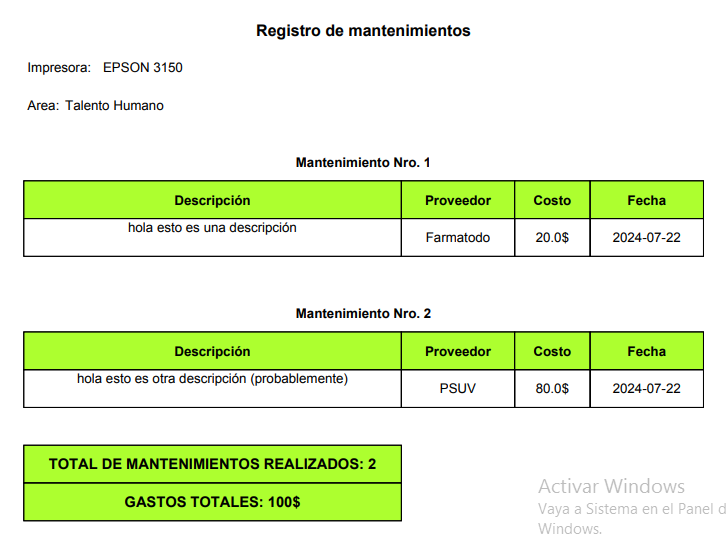 Registro de mantenimientos
Impresora: EPSON 3150
Area: Talento Humano
Mantenimiento Nro. 1
Descripción Proveedor Costo Fecha
hola esto es una descripción Farmatodo 20.0$ 2024-07-22
Mantenimiento Nro. 2
Descripción Proveedor Costo Fecha
hola esto es otra descripción (probablemente) PSUV 80.0$ 2024-07-22
TOTAL DE MANTENIMIENTOS REALIZADOS: 2
GASTOS TOTALES: 100$
Activar Windows
Vaya a Sistema en el Panel d
Windows.